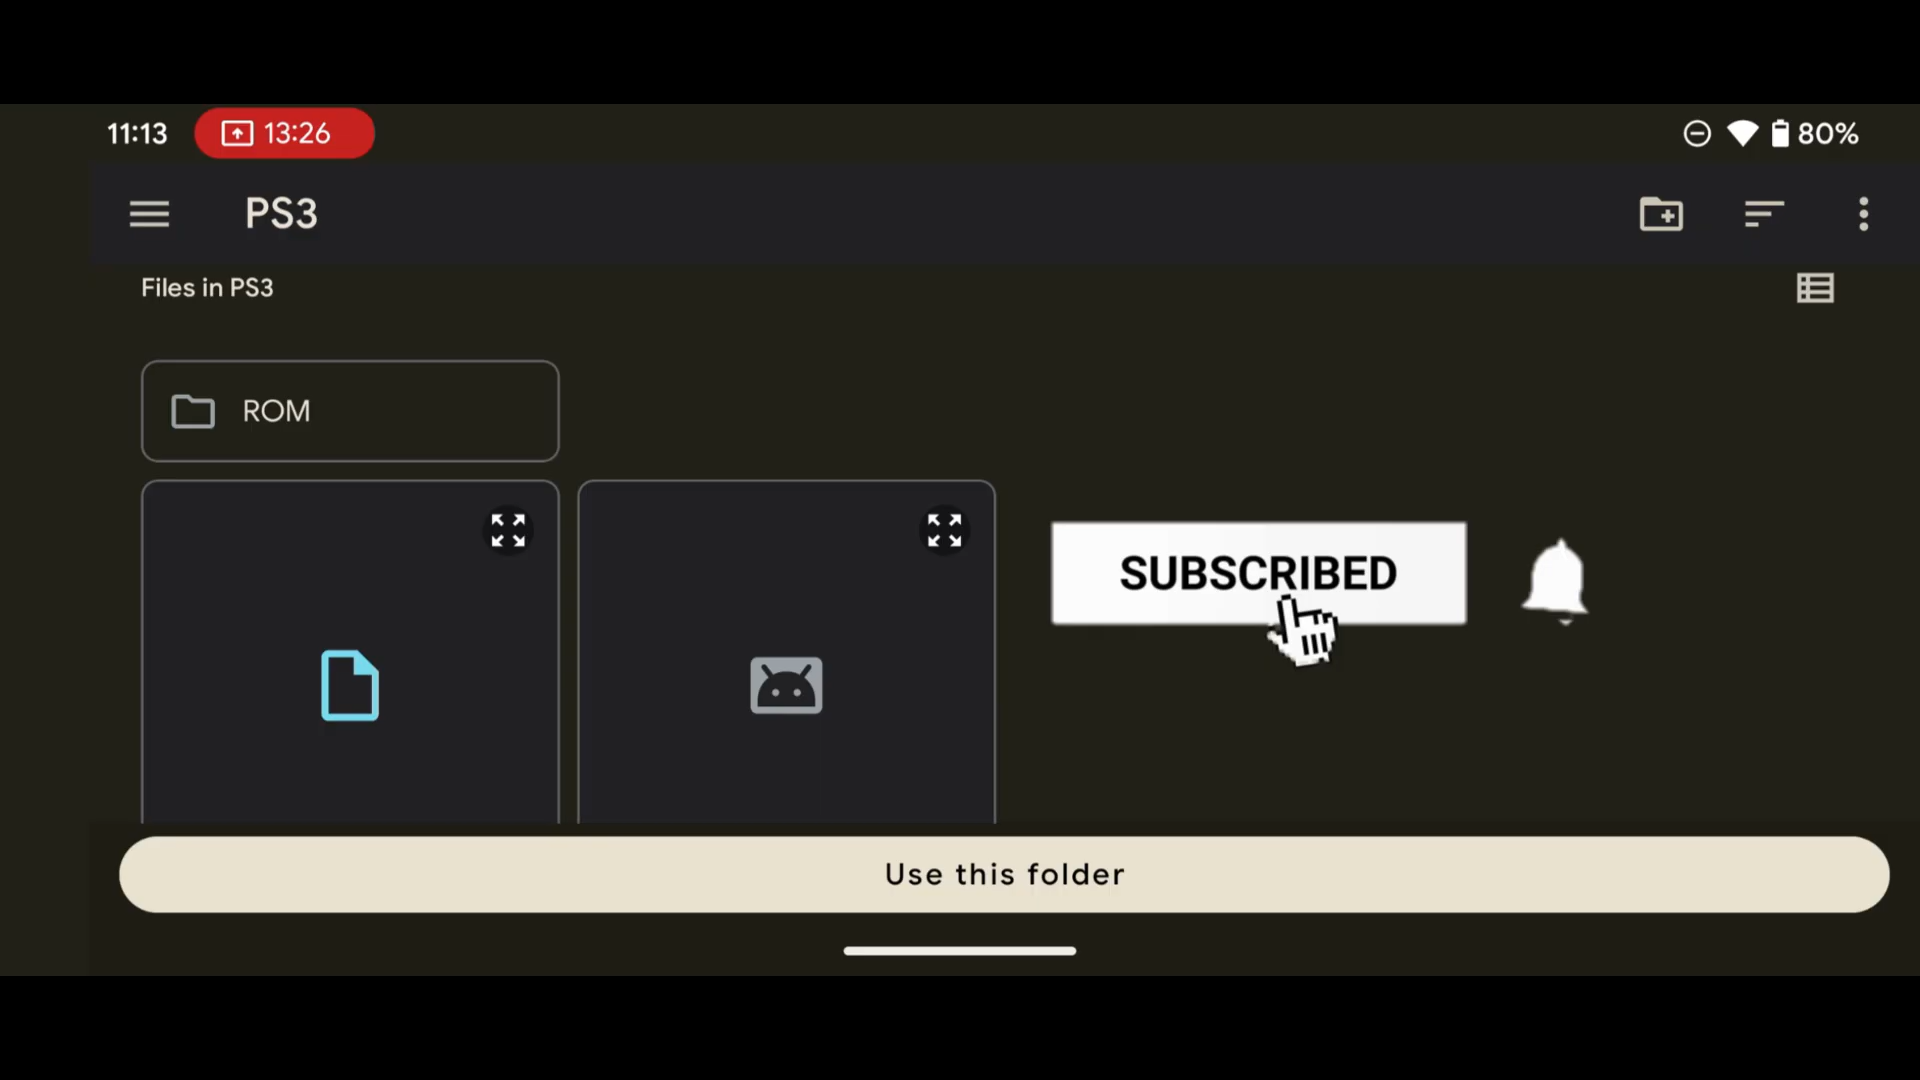 11:13 13:26 80%
PS3
Files in PS3
ROM
SUBSCRIBED
Use this folder